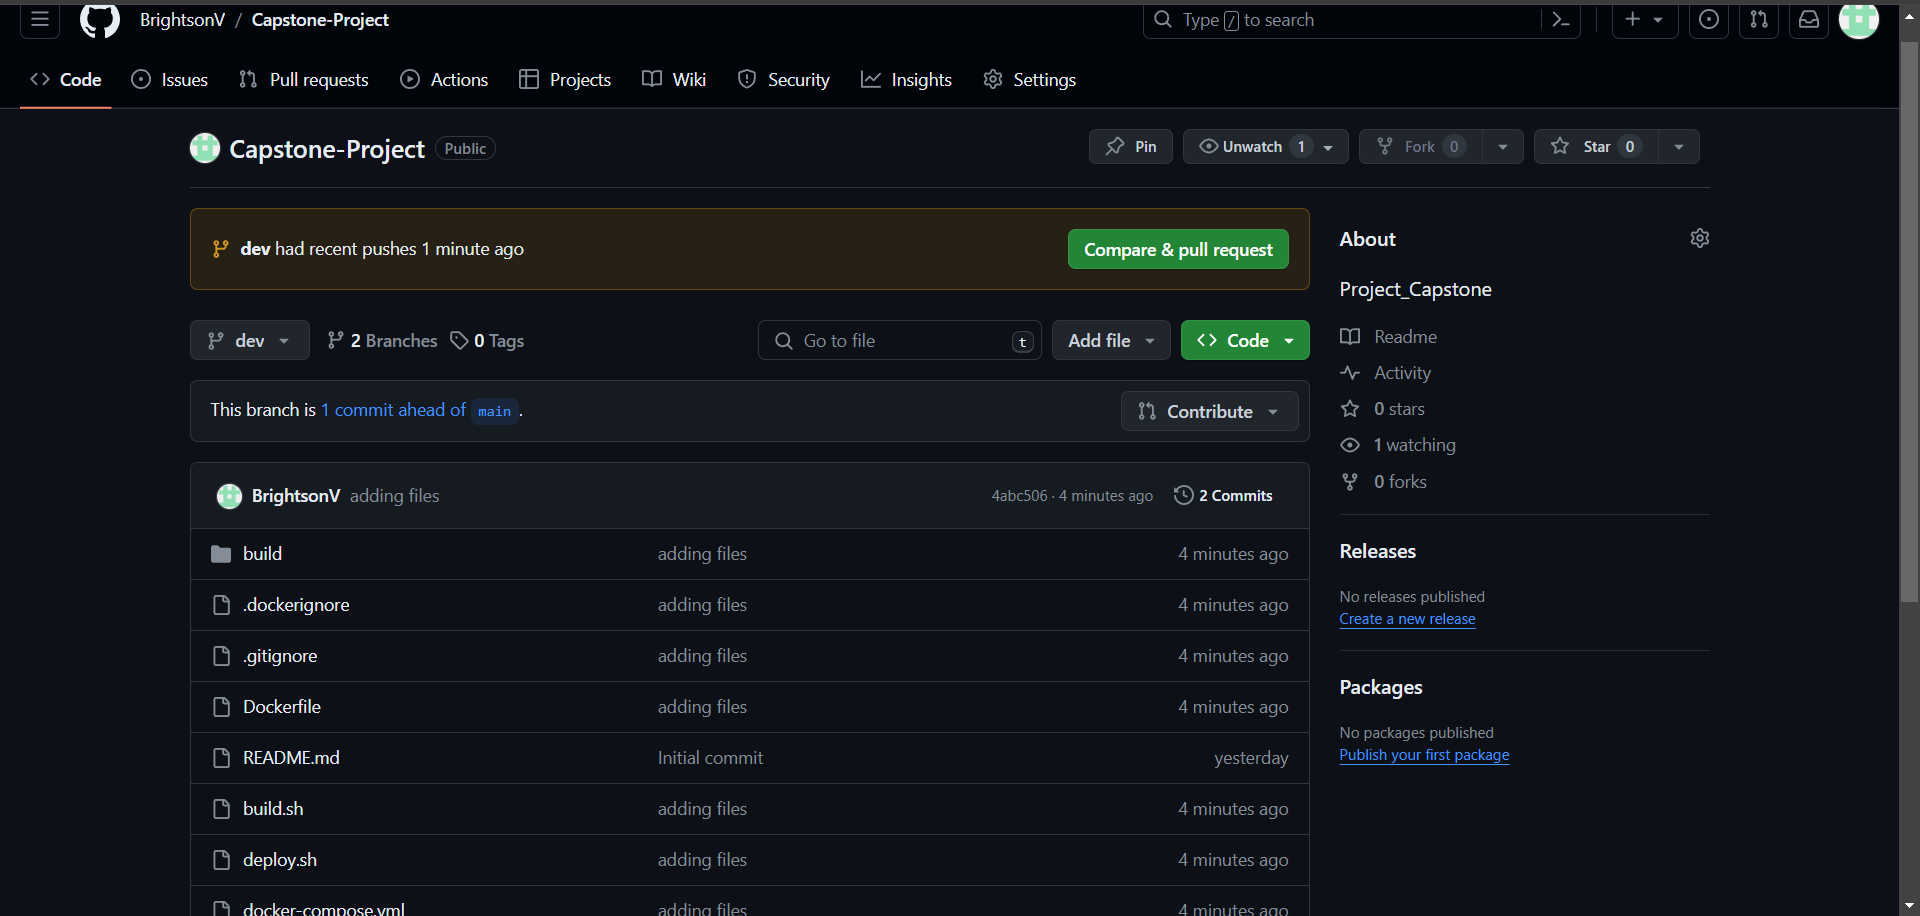 BrightsonV / Capstone-Project
Type / to search
Code Issues Pull requests Actions Projects Wiki Security Insights Settings
Capstone-Project Public
Pin Unwatch 1 Fork 0 Star 0
dev had recent pushes 1 minute ago
Compare & pull request
dev 2 Branches 0 Tags
Go to file t
Add file
Code
This branch is 1 commit ahead of main .
Contribute
BrightsonV adding files 4abc506 · 4 minutes ago 2 Commits
build adding files 4 minutes ago
.dockerignore adding files 4 minutes ago
.gitignore adding files 4 minutes ago
Dockerfile adding files 4 minutes ago
README.md Initial commit yesterday
build.sh adding files 4 minutes ago
deploy.sh adding files 4 minutes ago
docker-compose.yml adding files 4 minutes ago
About
Project_Capstone
Readme
Activity
0 stars
1 watching
0 forks
Releases
No releases published
Create a new release
Packages
No packages published
Publish your first package